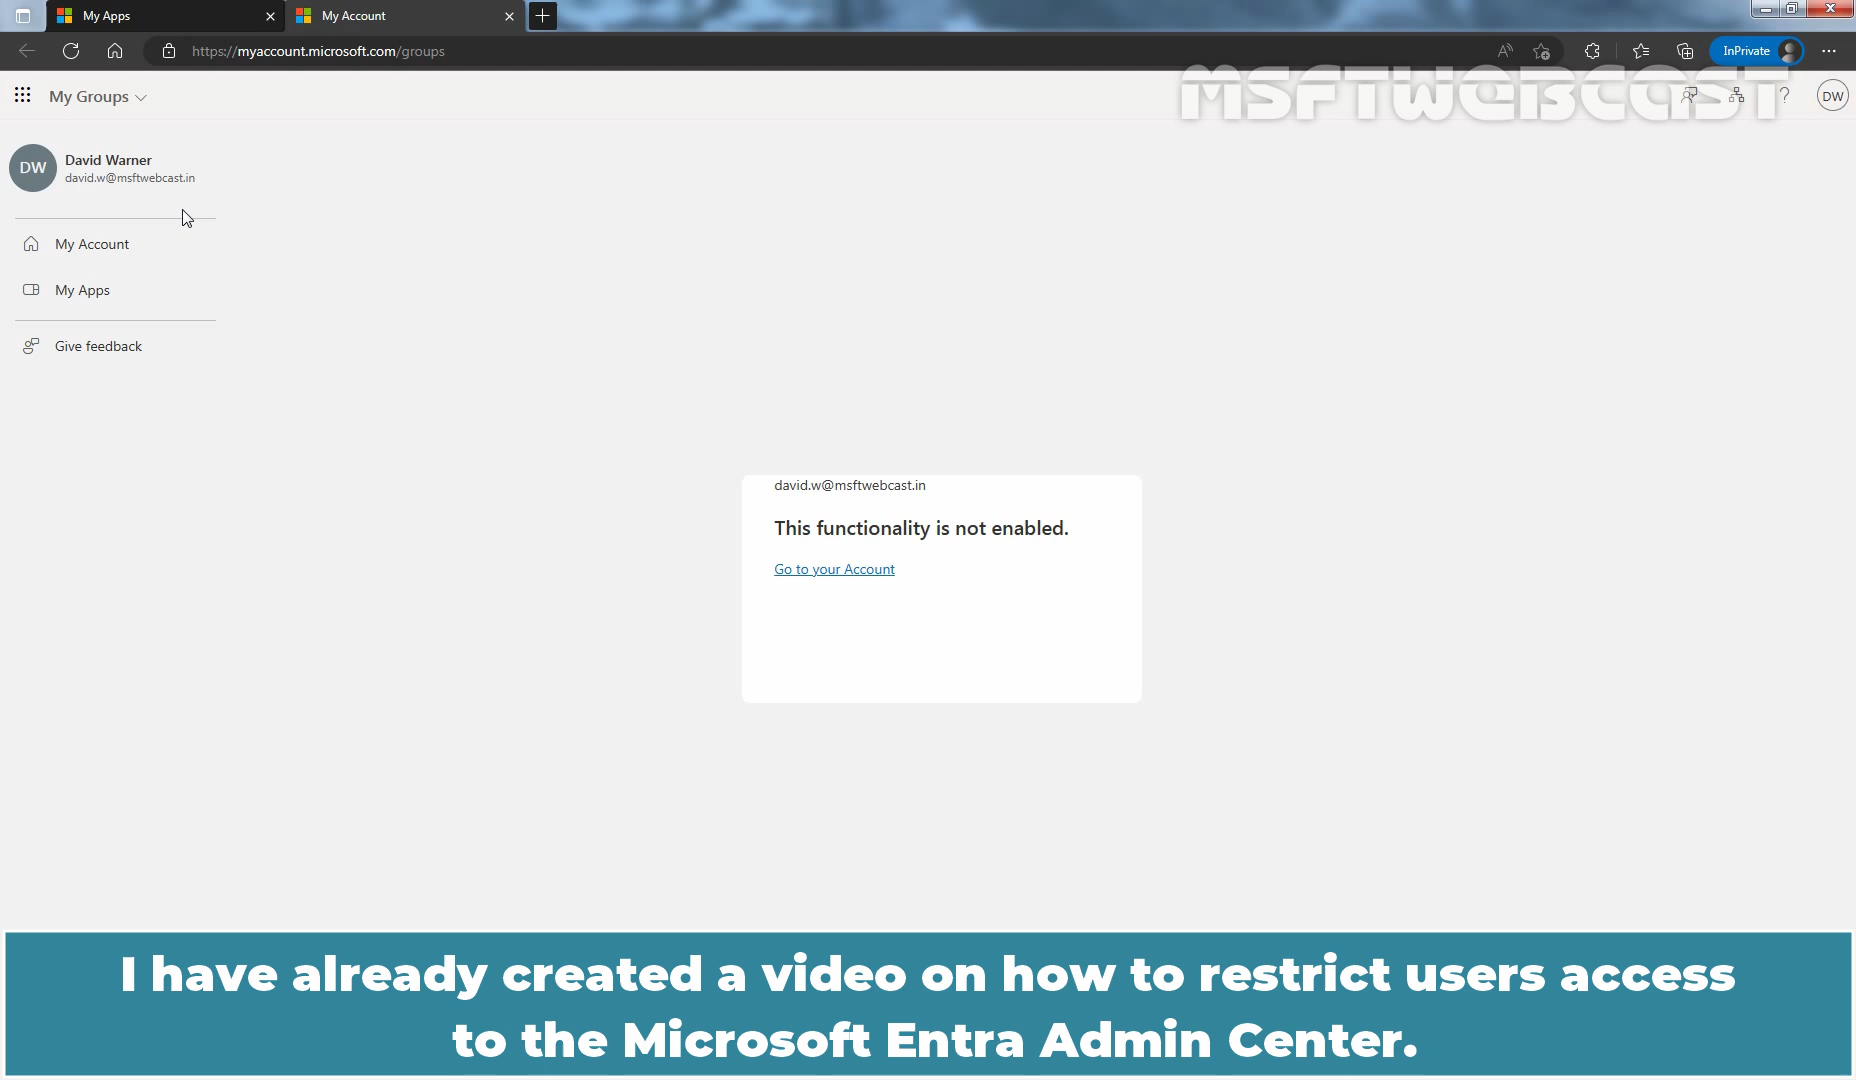 My Apps
My Account
https://myaccount.microsoft.com/groups
InPrivate
My Groups
MSFTWEBCAST
DW
DW
David Warner
david.w@msftwebcast.in
My Account
My Apps
Give feedback
david.w@msftwebcast.in
This functionality is not enabled.
Go to your Account
I have already created a video on how to restrict users access
to the Microsoft Entra Admin Center.